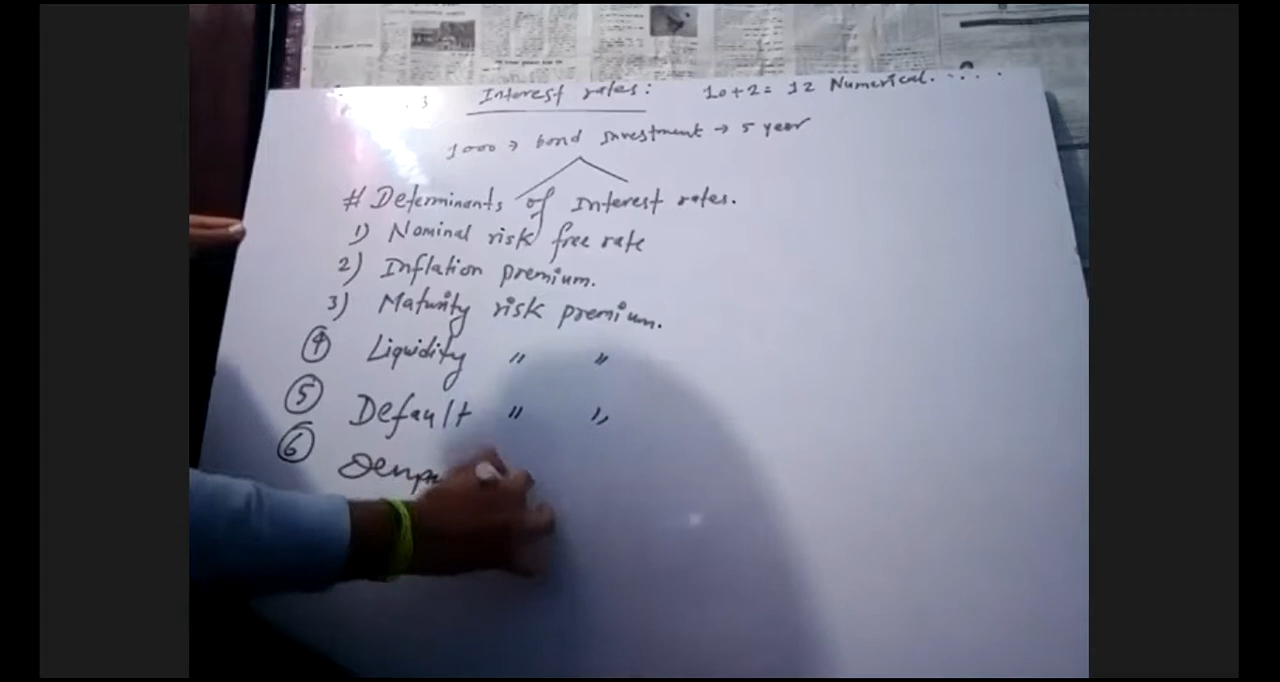 3 Interest rates: 10+2= 12 Numerical.....
1000 → bond investment → 5 year
# Determinants of Interest rates.
1) Nominal risk free rate
2) Inflation premium.
3) Maturity risk premium.
④ Liquidity " "
⑤ Default " "
⑥